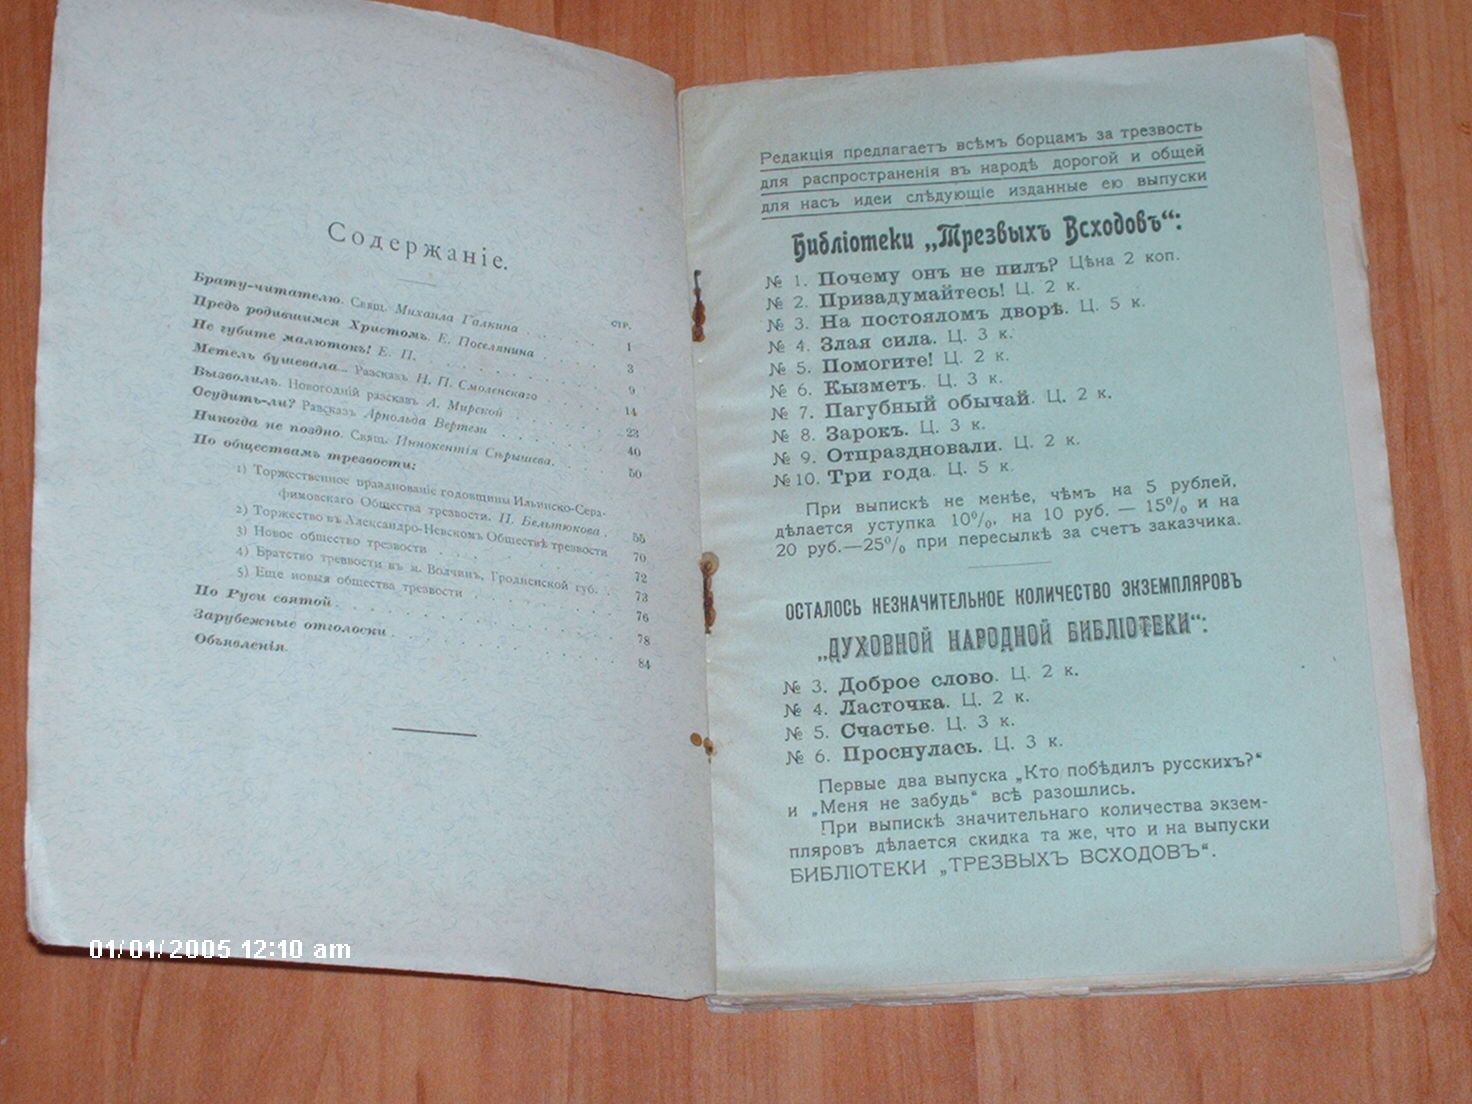 Содержаніе.
СТР.
Брату-читателю. Свящ. Михаила Галкина . . . . 1
Предъ родившимся Христомъ. Е. Поселянина . . . . 3
Не губите малютокъ! Е. П. . . . . 9
Метель бушевала... Разсказъ Н. П. Смоленскаго . . . . 14
Вызволилъ. Новогодній разсказъ А. Мирской . . . . 23
Осудить-ли? Разсказъ Арнольда Вертези . . . . 40
Никогда не поздно. Свящ. Иннокентія Сѣрышева. . . . 50
По обществамъ трезвости:
1) Торжественное празднованіе годовщины Ильинско-Сера-
фимовскаго Общества трезвости. П. Бельтюкова . 55
2) Торжество въ Александро-Невскомъ Обществѣ трезвости 70
3) Новое общество трезвости . . . . 72
4) Братство трезвости въ м. Волчинъ, Гродненской губ. . 73
5) Еще новыя общества трезвости . . . . 76
По Руси святой . . . . 78
Зарубежные отголоски . . . . 84
Объявленія.
Редакція предлагаетъ всѣмъ борцамъ за трезвость
для распространенія въ народѣ дорогой и общей
для насъ идеи слѣдующіе изданные ею выпуски
Библіотеки „Трезвыхъ Всходовъ“:
№ 1. Почему онъ не пилъ? Цѣна 2 коп.
№ 2. Призадумайтесь! Ц. 2 к.
№ 3. На постояломъ дворѣ. Ц. 5 к.
№ 4. Злая сила. Ц. 3 к.
№ 5. Помогите! Ц. 2 к.
№ 6. Кызметъ. Ц. 3 к.
№ 7. Пагубный обычай. Ц. 2 к.
№ 8. Зарокъ. Ц. 3 к.
№ 9. Отпраздновали. Ц. 2 к.
№ 10. Три года. Ц. 5 к.
При выпискѣ не менѣе, чѣмъ на 5 рублей,
дѣлается уступка 10%, на 10 руб. — 15% и на
20 руб.—25% при пересылкѣ за счетъ заказчика.
ОСТАЛОСЬ НЕЗНАЧИТЕЛЬНОЕ КОЛИЧЕСТВО ЭКЗЕМПЛЯРОВЪ
„ДУХОВНОЙ НАРОДНОЙ БИБЛІОТЕКИ“:
№ 3. Доброе слово. Ц. 2 к.
№ 4. Ласточка. Ц. 2 к.
№ 5. Счастье. Ц. 3 к.
№ 6. Проснулась. Ц. 3 к.
Первые два выпуска „Кто побѣдилъ русскихъ?“
и „Меня не забудь“ всѣ разошлись.
При выпискѣ значительнаго количества экзем-
пляровъ дѣлается скидка та же, что и на выпуски
БИБЛІОТЕКИ „ТРЕЗВЫХЪ ВСХОДОВЪ“.
01/01/2005 12:10 am